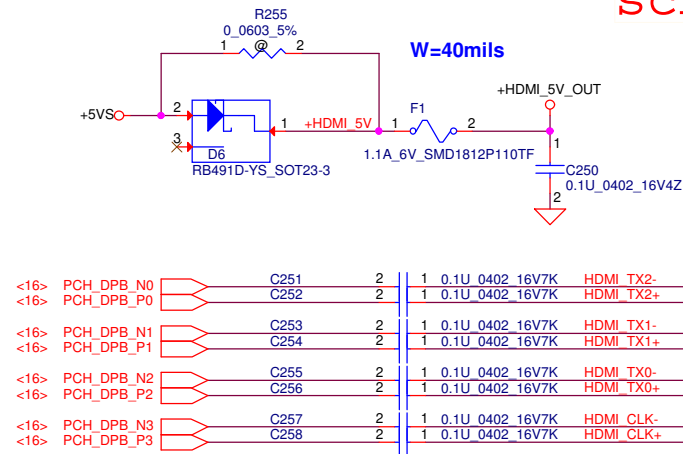 SC
R255
0_0603_5%
1 @ 2
W=40mils
+5VS
2
1
+HDMI_5V
1
F1
2
+HDMI_5V_OUT
3
D6
RB491D-YS_SOT23-3
1.1A_6V_SMD1812P110TF
1
C250
0.1U_0402_16V4Z
2
<16> PCH_DPB_N0 C251 2 1 0.1U_0402_16V7K HDMI_TX2-
<16> PCH_DPB_P0 C252 2 1 0.1U_0402_16V7K HDMI_TX2+
<16> PCH_DPB_N1 C253 2 1 0.1U_0402_16V7K HDMI_TX1-
<16> PCH_DPB_P1 C254 2 1 0.1U_0402_16V7K HDMI_TX1+
<16> PCH_DPB_N2 C255 2 1 0.1U_0402_16V7K HDMI_TX0-
<16> PCH_DPB_P2 C256 2 1 0.1U_0402_16V7K HDMI_TX0+
<16> PCH_DPB_N3 C257 2 1 0.1U_0402_16V7K HDMI_CLK-
<16> PCH_DPB_P3 C258 2 1 0.1U_0402_16V7K HDMI_CLK+